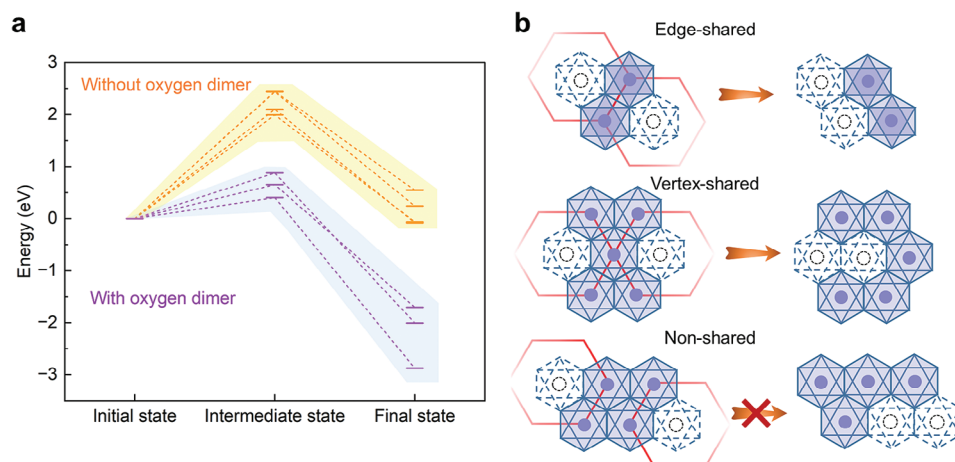 a
3
2
1
0
−1
−2
−3
Energy (eV)
Without oxygen dimer
With oxygen dimer
Initial state
Intermediate state
Final state
b
Edge-shared
Vertex-shared
Non-shared